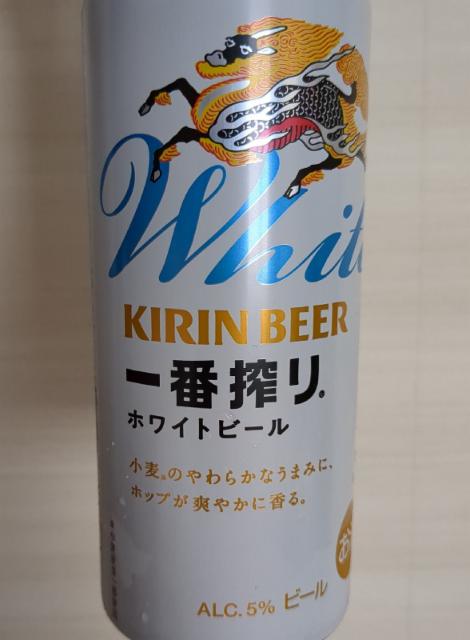 White
KIRIN BEER
一番搾り®
ホワイトビール
小麦※のやわらかなうまみに、
ホップが爽やかに香る。
ALC.5% ビール